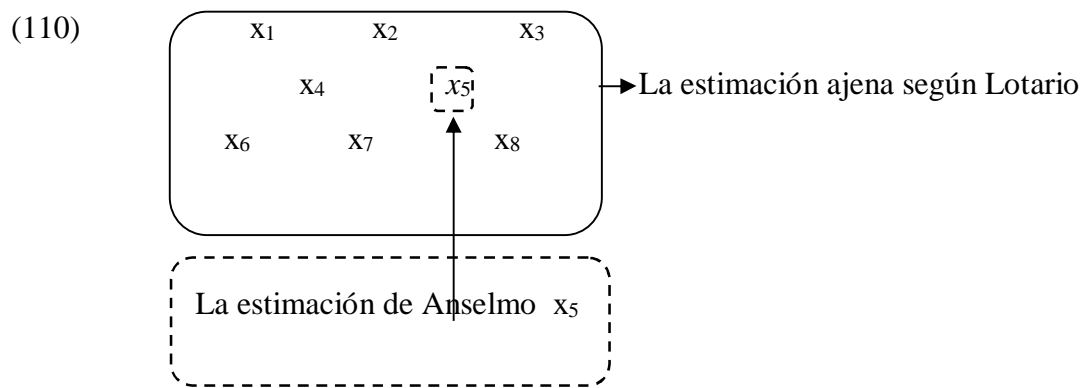 (110) x₁ x₂ x₃
x₄ x₅ La estimación ajena según Lotario
x₆ x₇ x₈
La estimación de Anselmo x₅